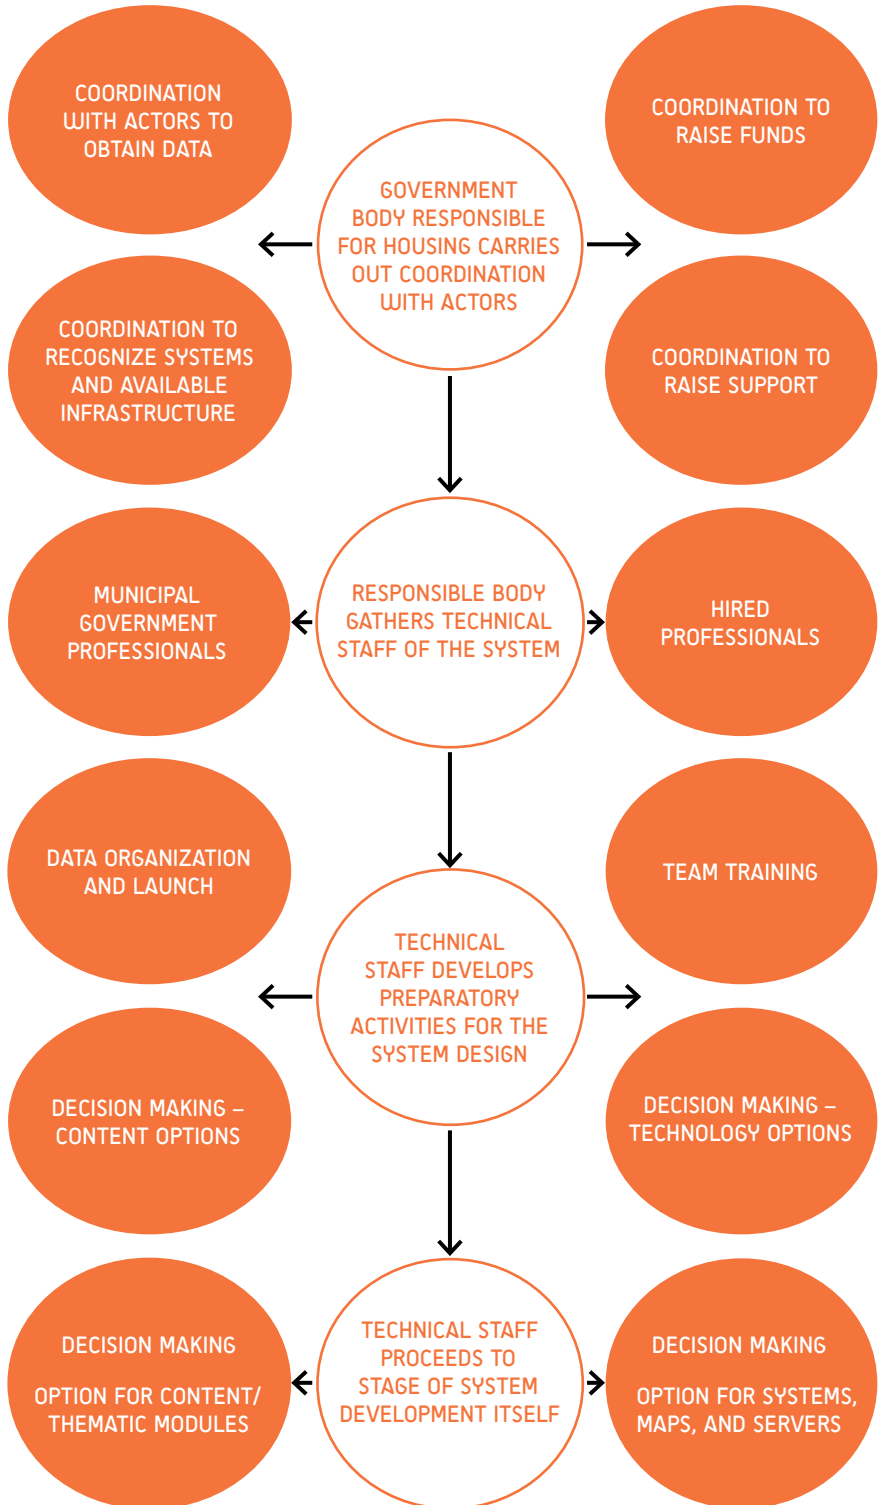 COORDINATION
WITH ACTORS TO
OBTAIN DATA
COORDINATION TO
RAISE FUNDS
GOVERNMENT
BODY RESPONSIBLE
FOR HOUSING CARRIES
OUT COORDINATION
WITH ACTORS
COORDINATION TO
RECOGNIZE SYSTEMS
AND AVAILABLE
INFRASTRUCTURE
COORDINATION TO
RAISE SUPPORT
MUNICIPAL
GOVERNMENT
PROFESSIONALS
RESPONSIBLE BODY
GATHERS TECHNICAL
STAFF OF THE SYSTEM
HIRED
PROFESSIONALS
DATA ORGANIZATION
AND LAUNCH
TEAM TRAINING
TECHNICAL
STAFF DEVELOPS
PREPARATORY
ACTIVITIES FOR THE
SYSTEM DESIGN
DECISION MAKING –
CONTENT OPTIONS
DECISION MAKING –
TECHNOLOGY OPTIONS
DECISION MAKING
OPTION FOR CONTENT/
THEMATIC MODULES
TECHNICAL STAFF
PROCEEDS TO
STAGE OF SYSTEM
DEVELOPMENT ITSELF
DECISION MAKING
OPTION FOR SYSTEMS,
MAPS, AND SERVERS